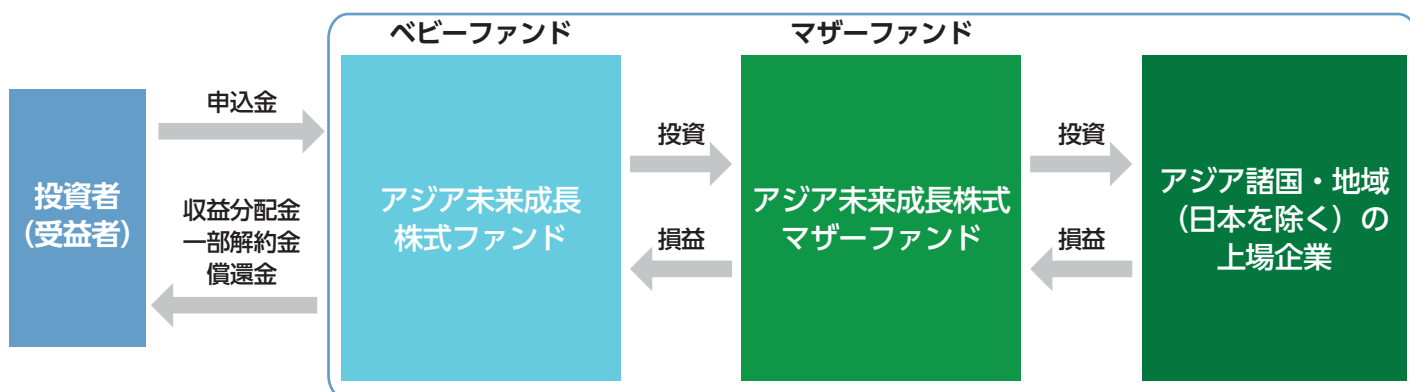 ベビーファンド
マザーファンド
投資者
（受益者）
申込金
収益分配金
一部解約金
償還金
アジア未来成長
株式ファンド
投資
損益
アジア未来成長株式
マザーファンド
投資
損益
アジア諸国・地域
（日本を除く）の
上場企業